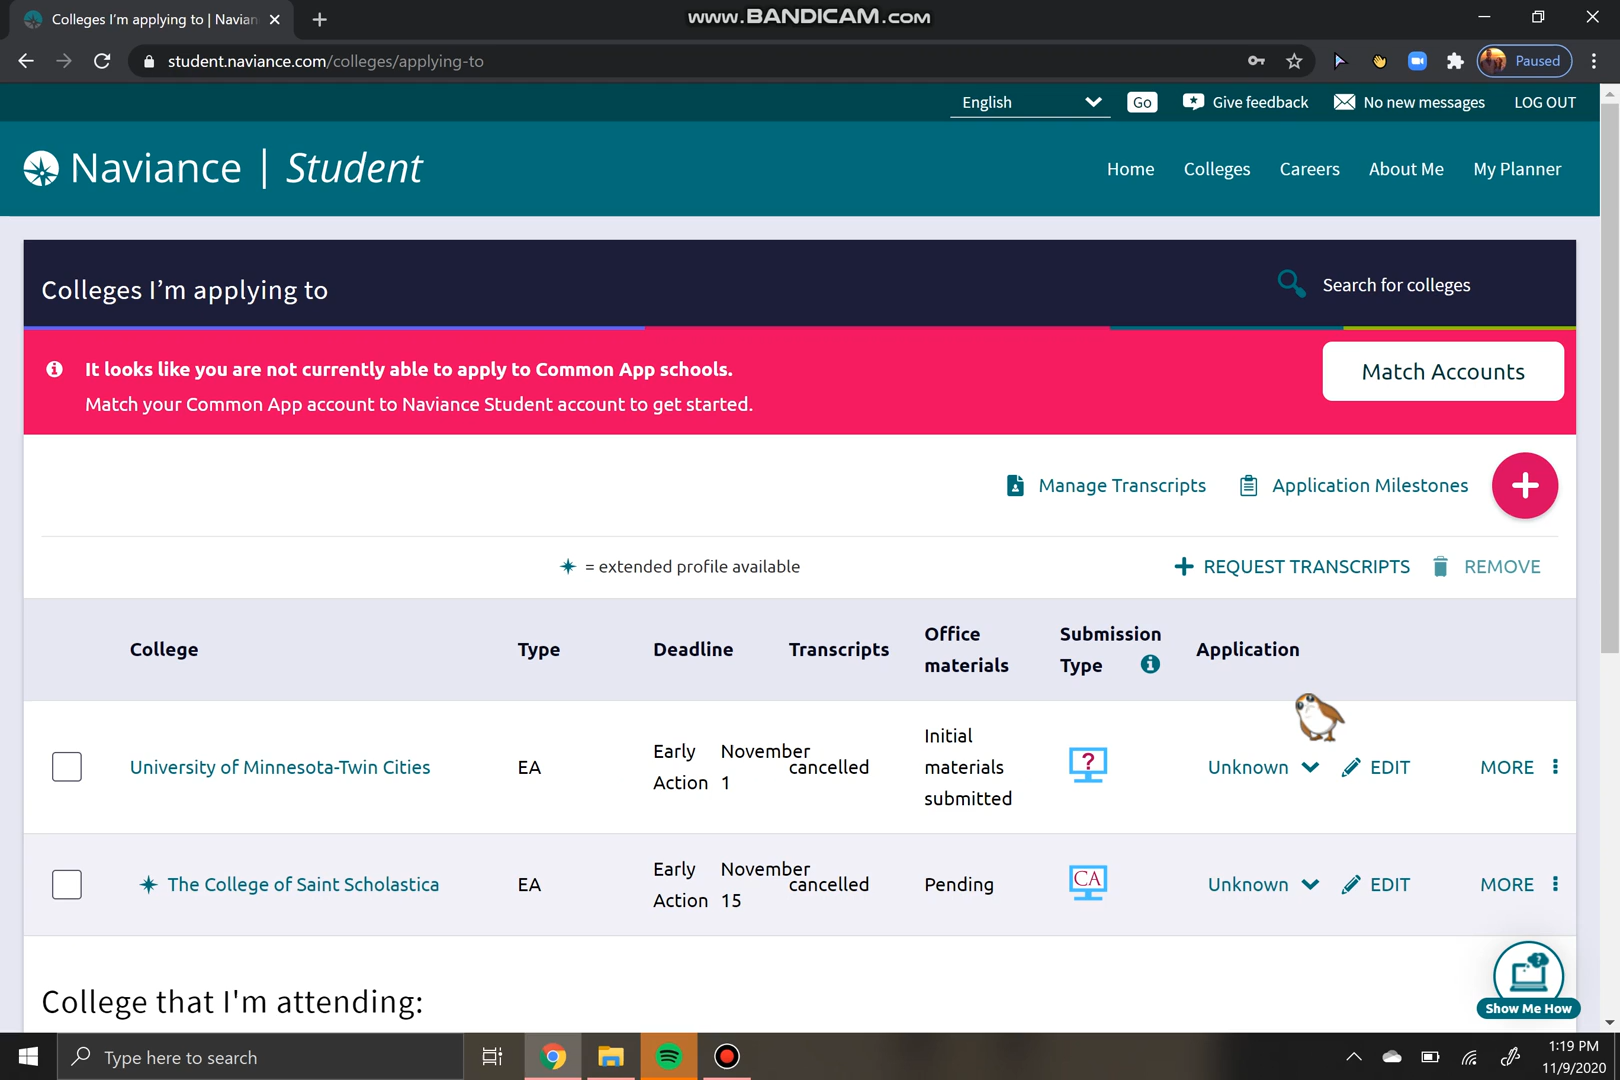 www.BANDICAM.com
Colleges I'm applying to | Navian
student.naviance.com/colleges/applying-to
Paused
English
Go
Give feedback
No new messages
LOG OUT
Naviance | Student
Home
Colleges
Careers
About Me
My Planner
Colleges I’m applying to
Search for colleges
It looks like you are not currently able to apply to Common App schools.
Match your Common App account to Naviance Student account to get started.
Match Accounts
Manage Transcripts
Application Milestones
= extended profile available
REQUEST TRANSCRIPTS
REMOVE
College
Type
Deadline
Transcripts
Office
materials
Submission
Type
Application
University of Minnesota-Twin Cities
EA
Early
Action
November
1
cancelled
Initial
materials
submitted
?
Unknown
EDIT
MORE
The College of Saint Scholastica
EA
Early
Action
November
15
cancelled
Pending
CA
Unknown
EDIT
MORE
College that I'm attending:
Show Me How
Type here to search
1:19 PM
11/9/2020